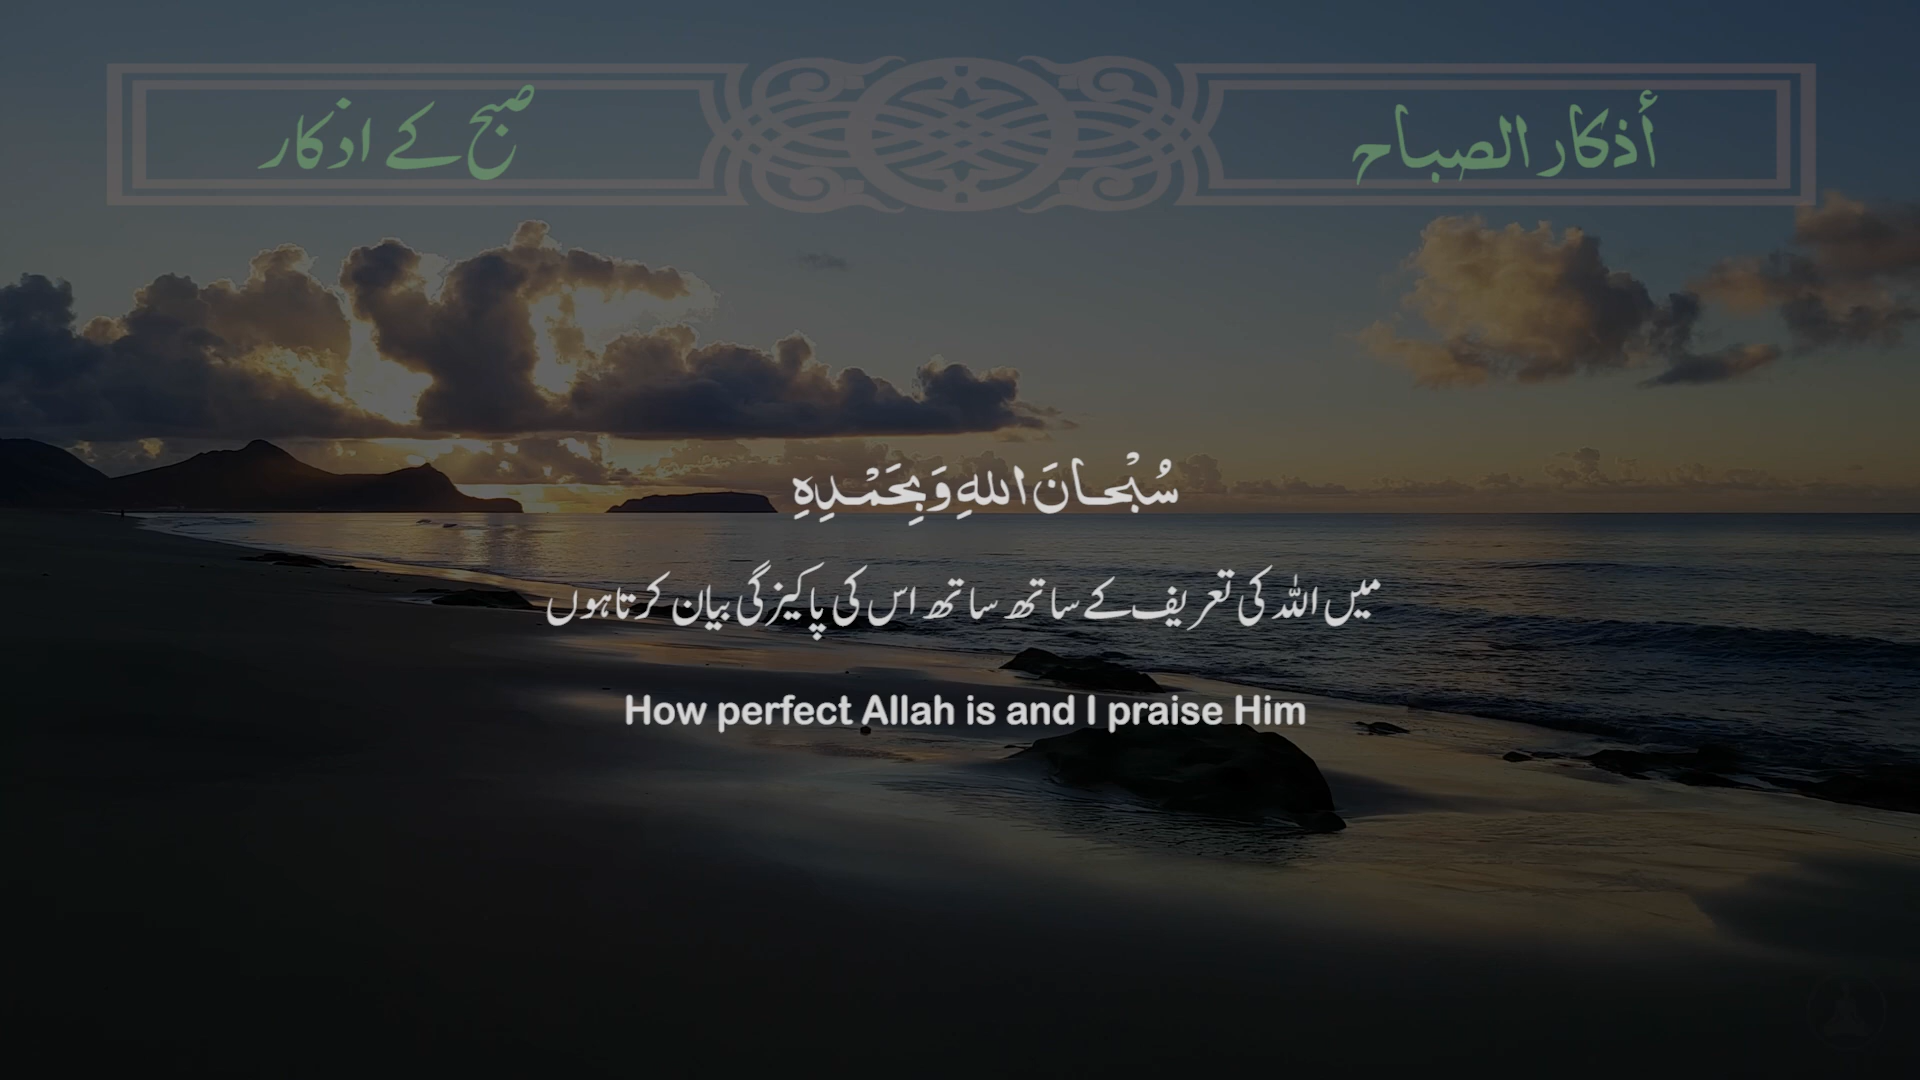 أذكار الصباح
صبح کے اذکار
سُبْحَانَ اللهِ وَبِحَمْدِهِ
میں اللہ کی تعریف کے ساتھ ساتھ اس کی پاکیزگی بیان کرتا ہوں
How perfect Allah is and I praise Him